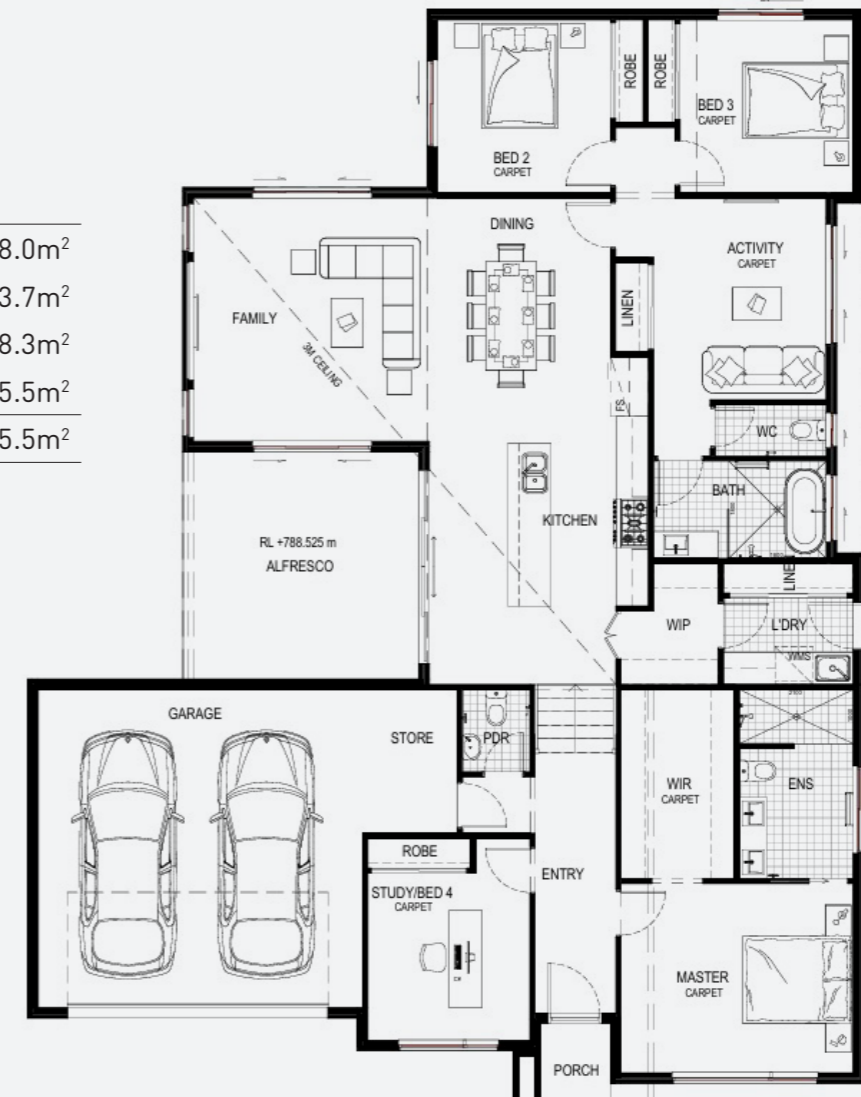 8.0m²
3.7m²
8.3m²
5.5m²
5.5m²
BED 2
CARPET
ROBE
ROBE
BED 3
CARPET
DINING
ACTIVITY
CARPET
FAMILY
3M CEILING
LINEN
FS
WC
BATH
KITCHEN
RL +788.525 m
ALFRESCO
LINE
WIP
L'DRY
WMS
GARAGE
STORE
PDR
WIR
CARPET
ENS
ROBE
STUDY/BED 4
CARPET
ENTRY
MASTER
CARPET
PORCH